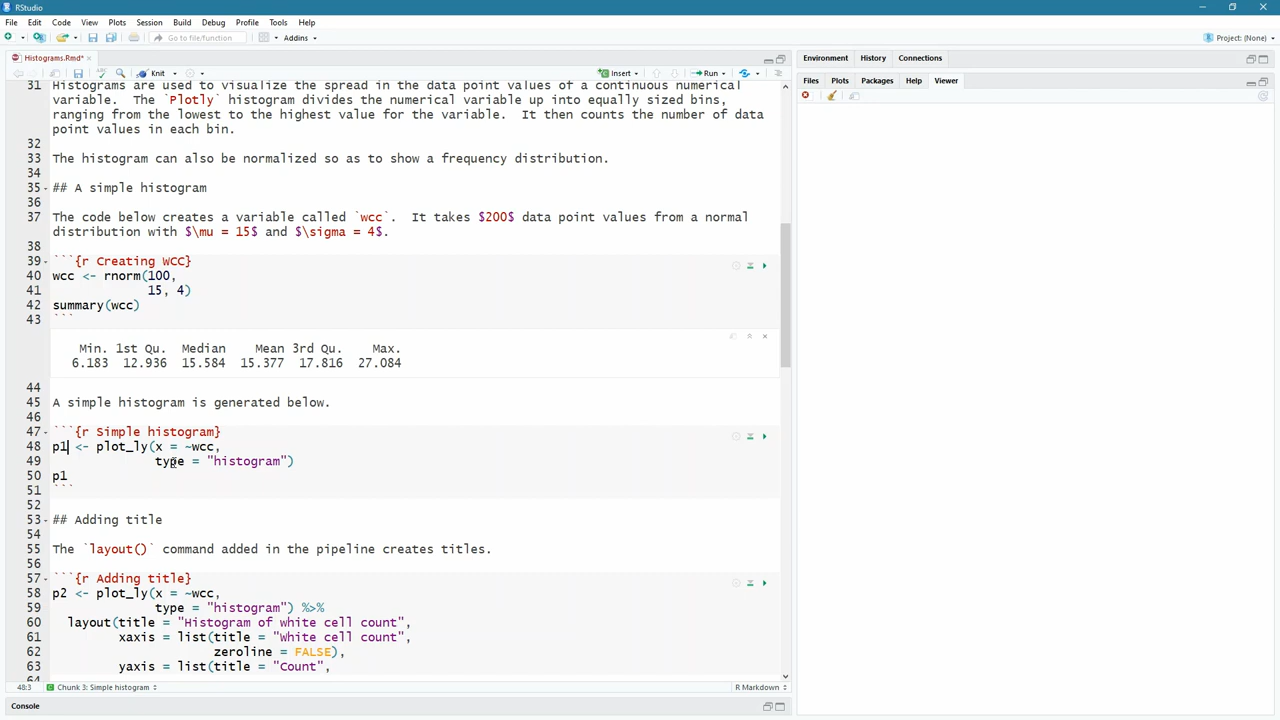 RStudio
File Edit Code View Plots Session Build Debug Profile Tools Help
Go to file/function Addins Project: (None)
Histograms.Rmd*
Knit Insert Run
31 Histograms are used to visualize the spread in the data point values of a continuous numerical
variable. The `Plotly` histogram divides the numerical variable up into equally sized bins,
ranging from the lowest to the highest value for the variable. It then counts the number of data
point values in each bin.
32
33 The histogram can also be normalized so as to show a frequency distribution.
34
35 ## A simple histogram
36
37 The code below creates a variable called `wcc`. It takes $200$ data point values from a normal
distribution with $\mu = 15$ and $\sigma = 4$.
38
39 ```{r Creating WCC}
40 wcc <- rnorm(100,
41 15, 4)
42 summary(wcc)
43 ```
Min. 1st Qu. Median Mean 3rd Qu. Max.
6.183 12.936 15.584 15.377 17.816 27.084
44
45 A simple histogram is generated below.
46
47 ```{r Simple histogram}
48 p1 <- plot_ly(x = ~wcc,
49 type = "histogram")
50 p1
51 ```
52
53 ## Adding title
54
55 The `layout()` command added in the pipeline creates titles.
56
57 ```{r Adding title}
58 p2 <- plot_ly(x = ~wcc,
59 type = "histogram") %>%
60 layout(title = "Histogram of white cell count",
61 xaxis = list(title = "White cell count",
62 zeroline = FALSE),
63 yaxis = list(title = "Count",
48:3 Chunk 3: Simple histogram R Markdown
Console
Environment History Connections
Files Plots Packages Help Viewer